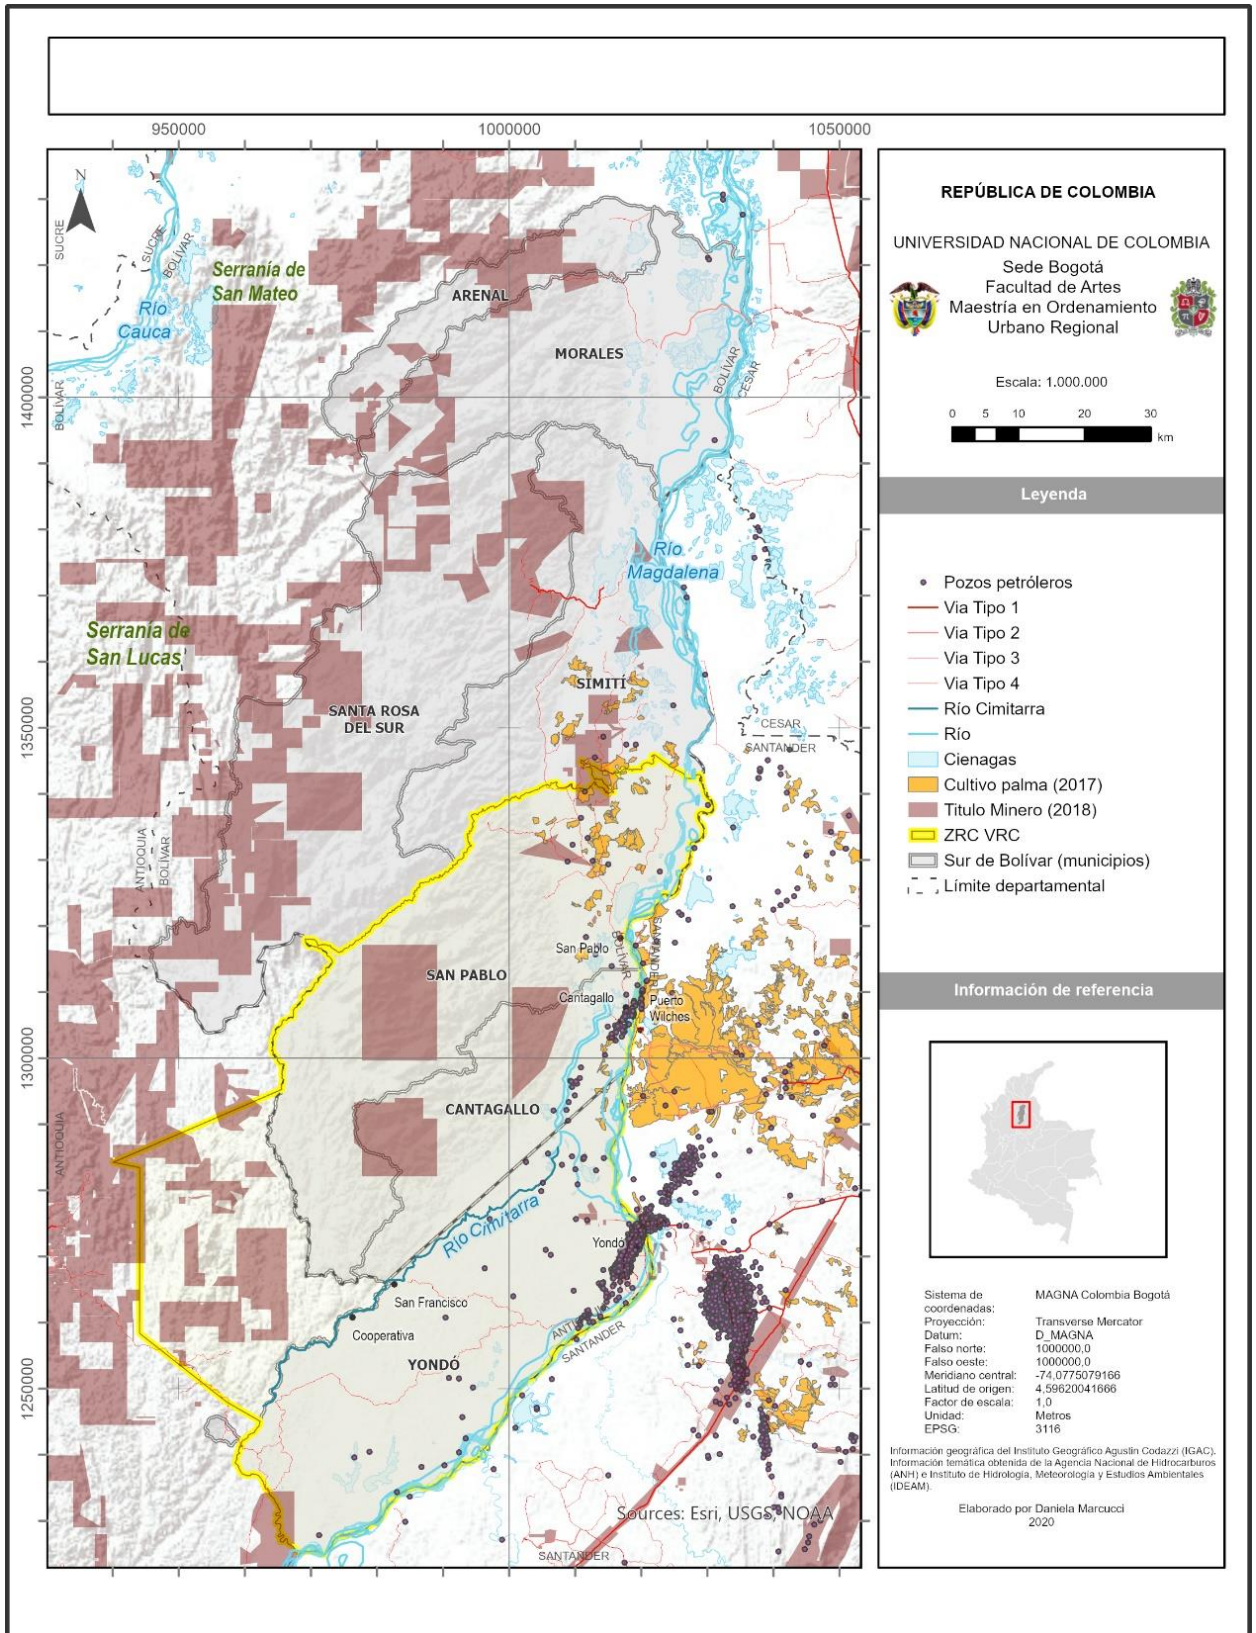 950000
1000000
1050000
N
SUCRE
SUCRE
BOLÍVAR
Serranía de
San Mateo
Río
Cauca
ARENAL
MORALES
BOLÍVAR
CESAR
BOLÍVAR
1400000
Río
Magdalena
Serranía de
San Lucas
SIMITÍ
SANTA ROSA
DEL SUR
1350000
CESAR
SANTANDER
ANTIOQUIA
BOLÍVAR
San Pablo
BOLÍVAR
SANTANDER
SAN PABLO
Cantagallo
Puerto
Wilches
1300000
CANTAGALLO
ANTIOQUIA
Río Cimitarra
Yondó
San Francisco
Cooperativa
SANTANDER
YONDÓ
1250000
Sources: Esri, USGS, NOAA
SANTANDER
REPÚBLICA DE COLOMBIA
UNIVERSIDAD NACIONAL DE COLOMBIA
Sede Bogotá
Facultad de Artes
Maestría en Ordenamiento
Urbano Regional
Escala: 1.000.000
0 5 10 20 30
km
Leyenda
Pozos petróleros
Via Tipo 1
Via Tipo 2
Via Tipo 3
Via Tipo 4
Río Cimitarra
Río
Cienagas
Cultivo palma (2017)
Titulo Minero (2018)
ZRC VRC
Sur de Bolívar (municipios)
Límite departamental
Información de referencia
Sistema de coordenadas: MAGNA Colombia Bogotá
Proyección: Transverse Mercator
Datum: D_MAGNA
Falso norte: 1000000,0
Falso oeste: 1000000,0
Meridiano central: -74,0775079166
Latitud de origen: 4,59620041666
Factor de escala: 1,0
Unidad: Metros
EPSG: 3116
Información geográfica del Instituto Geográfico Agustín Codazzi (IGAC).
Información temática obtenida de la Agencia Nacional de Hidrocarburos
(ANH) e Instituto de Hidrología, Meteorología y Estudios Ambientales
(IDEAM).
Elaborado por Daniela Marcucci
2020